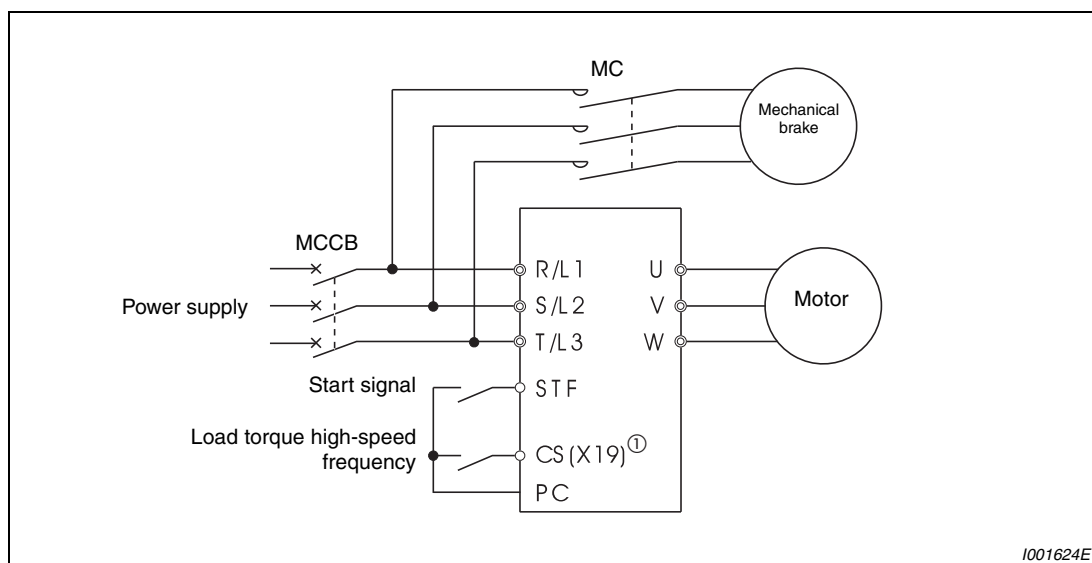 MC
Mechanical
brake
MCCB
R/L1
U
Power supply
S/L2
V
Motor
T/L3
W
Start signal
STF
Load torque high-speed
frequency
CS(X19)①
PC
I001624E